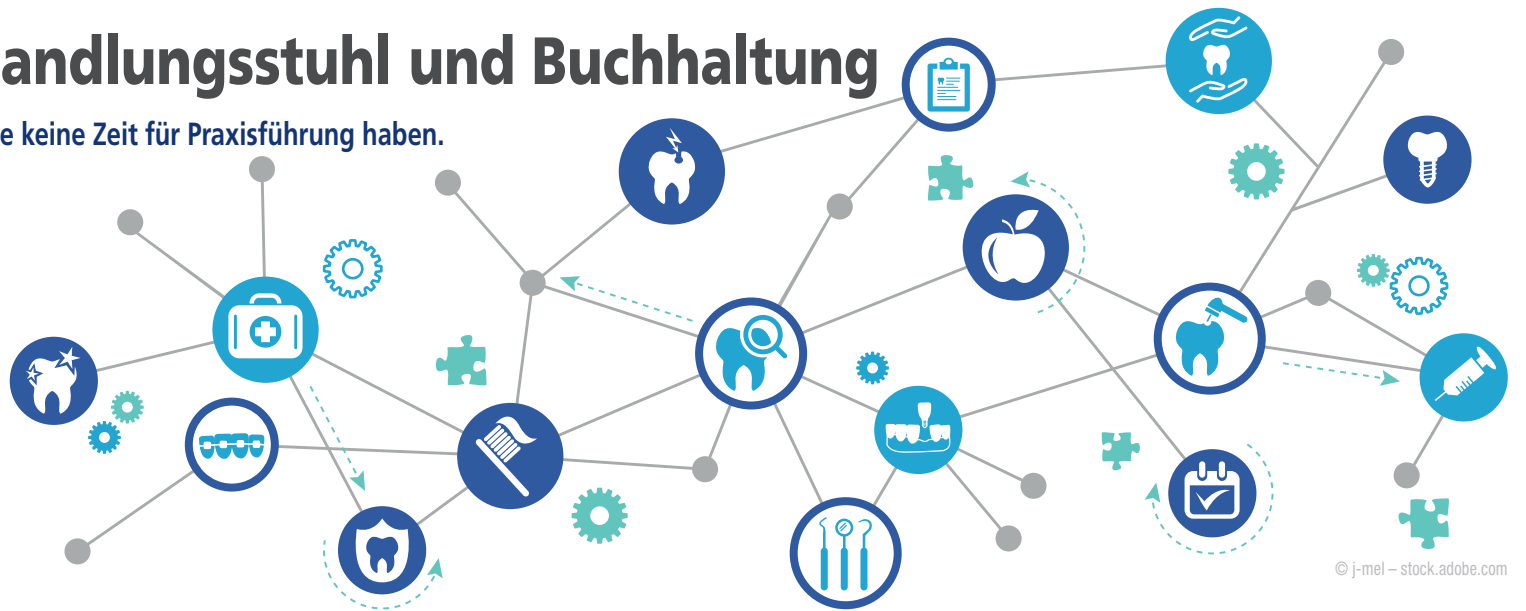 andlungsstuhl und Buchhaltung
e keine Zeit für Praxisführung haben.
© j-mel – stock.adobe.com